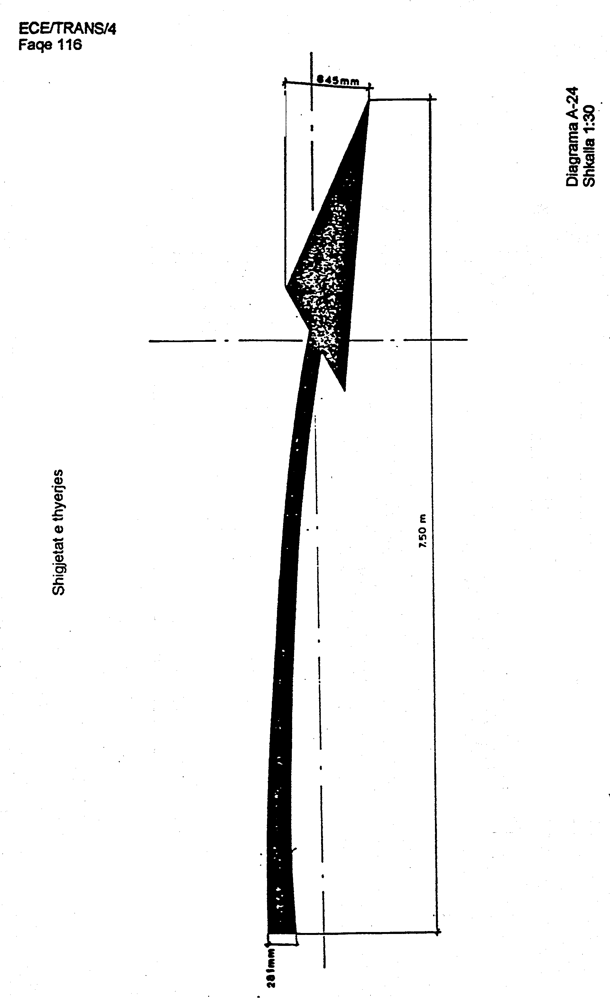 ECE/TRANS/4
Faqe 116
Diagrama A-24
Shkalla 1:30
845mm
Shigjetat e thyerjes
7.50 m
281mm